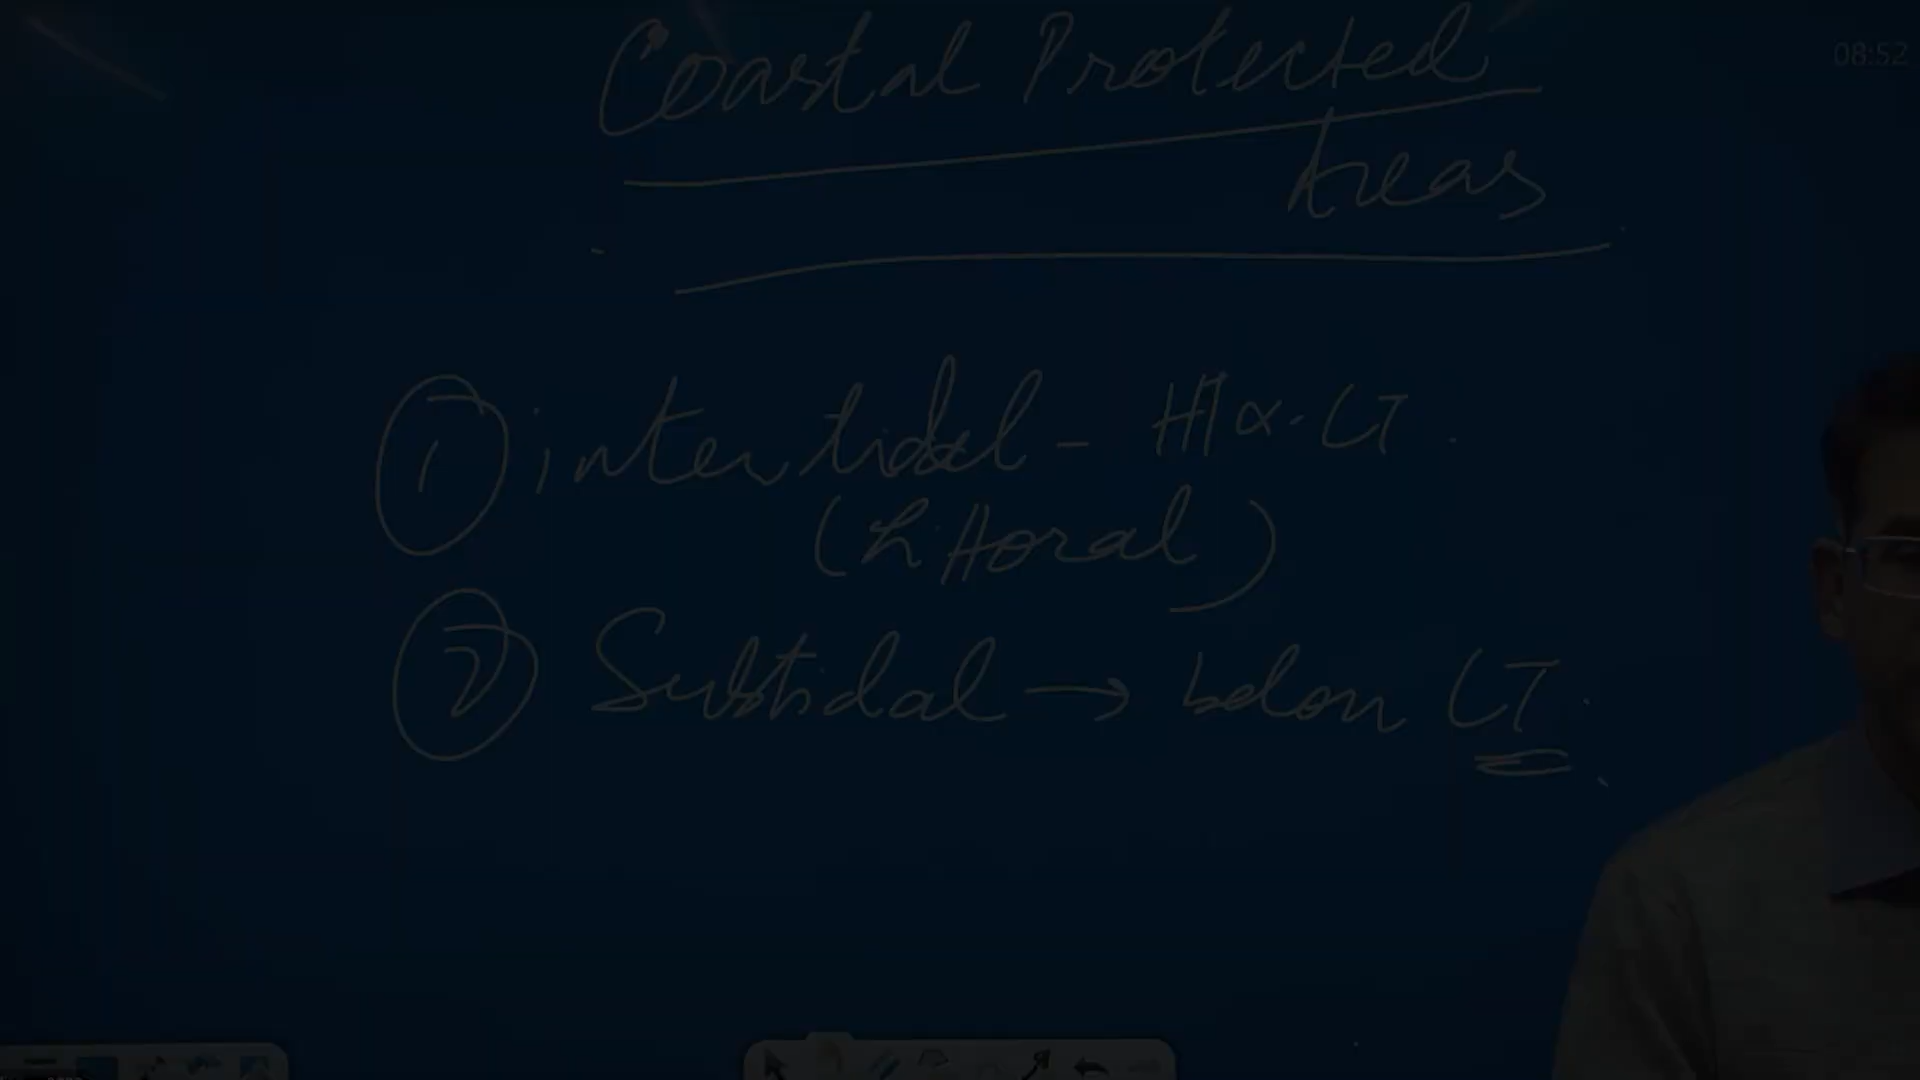 08:52
Coastal Protected
Areas
① intertidal - HT & LT.
(Littoral)
② Subtidal → below LT.